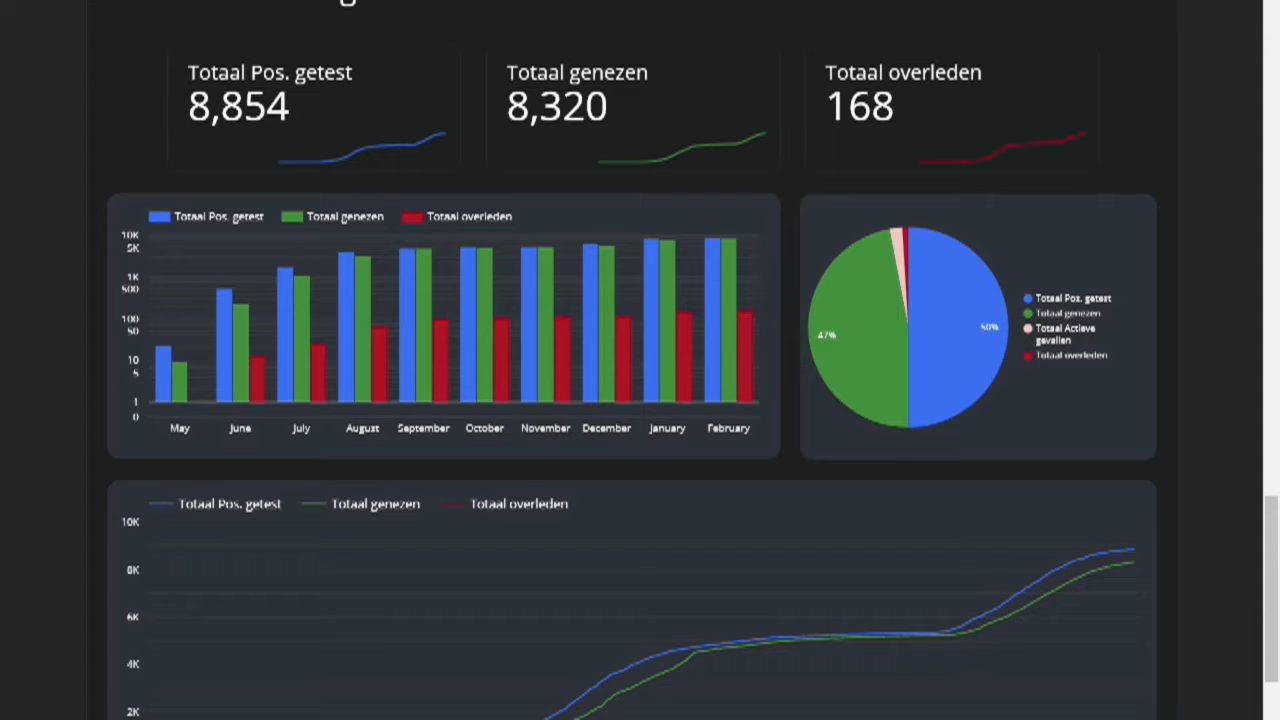 Totaal Pos. getest
8,854
Totaal genezen
8,320
Totaal overleden
168
Totaal Pos. getest Totaal genezen Totaal overleden
10K
5K
1K
500
100
50
10
5
1
0
May June July August September October November December January February
47%
50%
Totaal Pos. getest
Totaal genezen
Totaal Actieve
gevallen
Totaal overleden
Totaal Pos. getest Totaal genezen Totaal overleden
10K
8K
6K
4K
2K